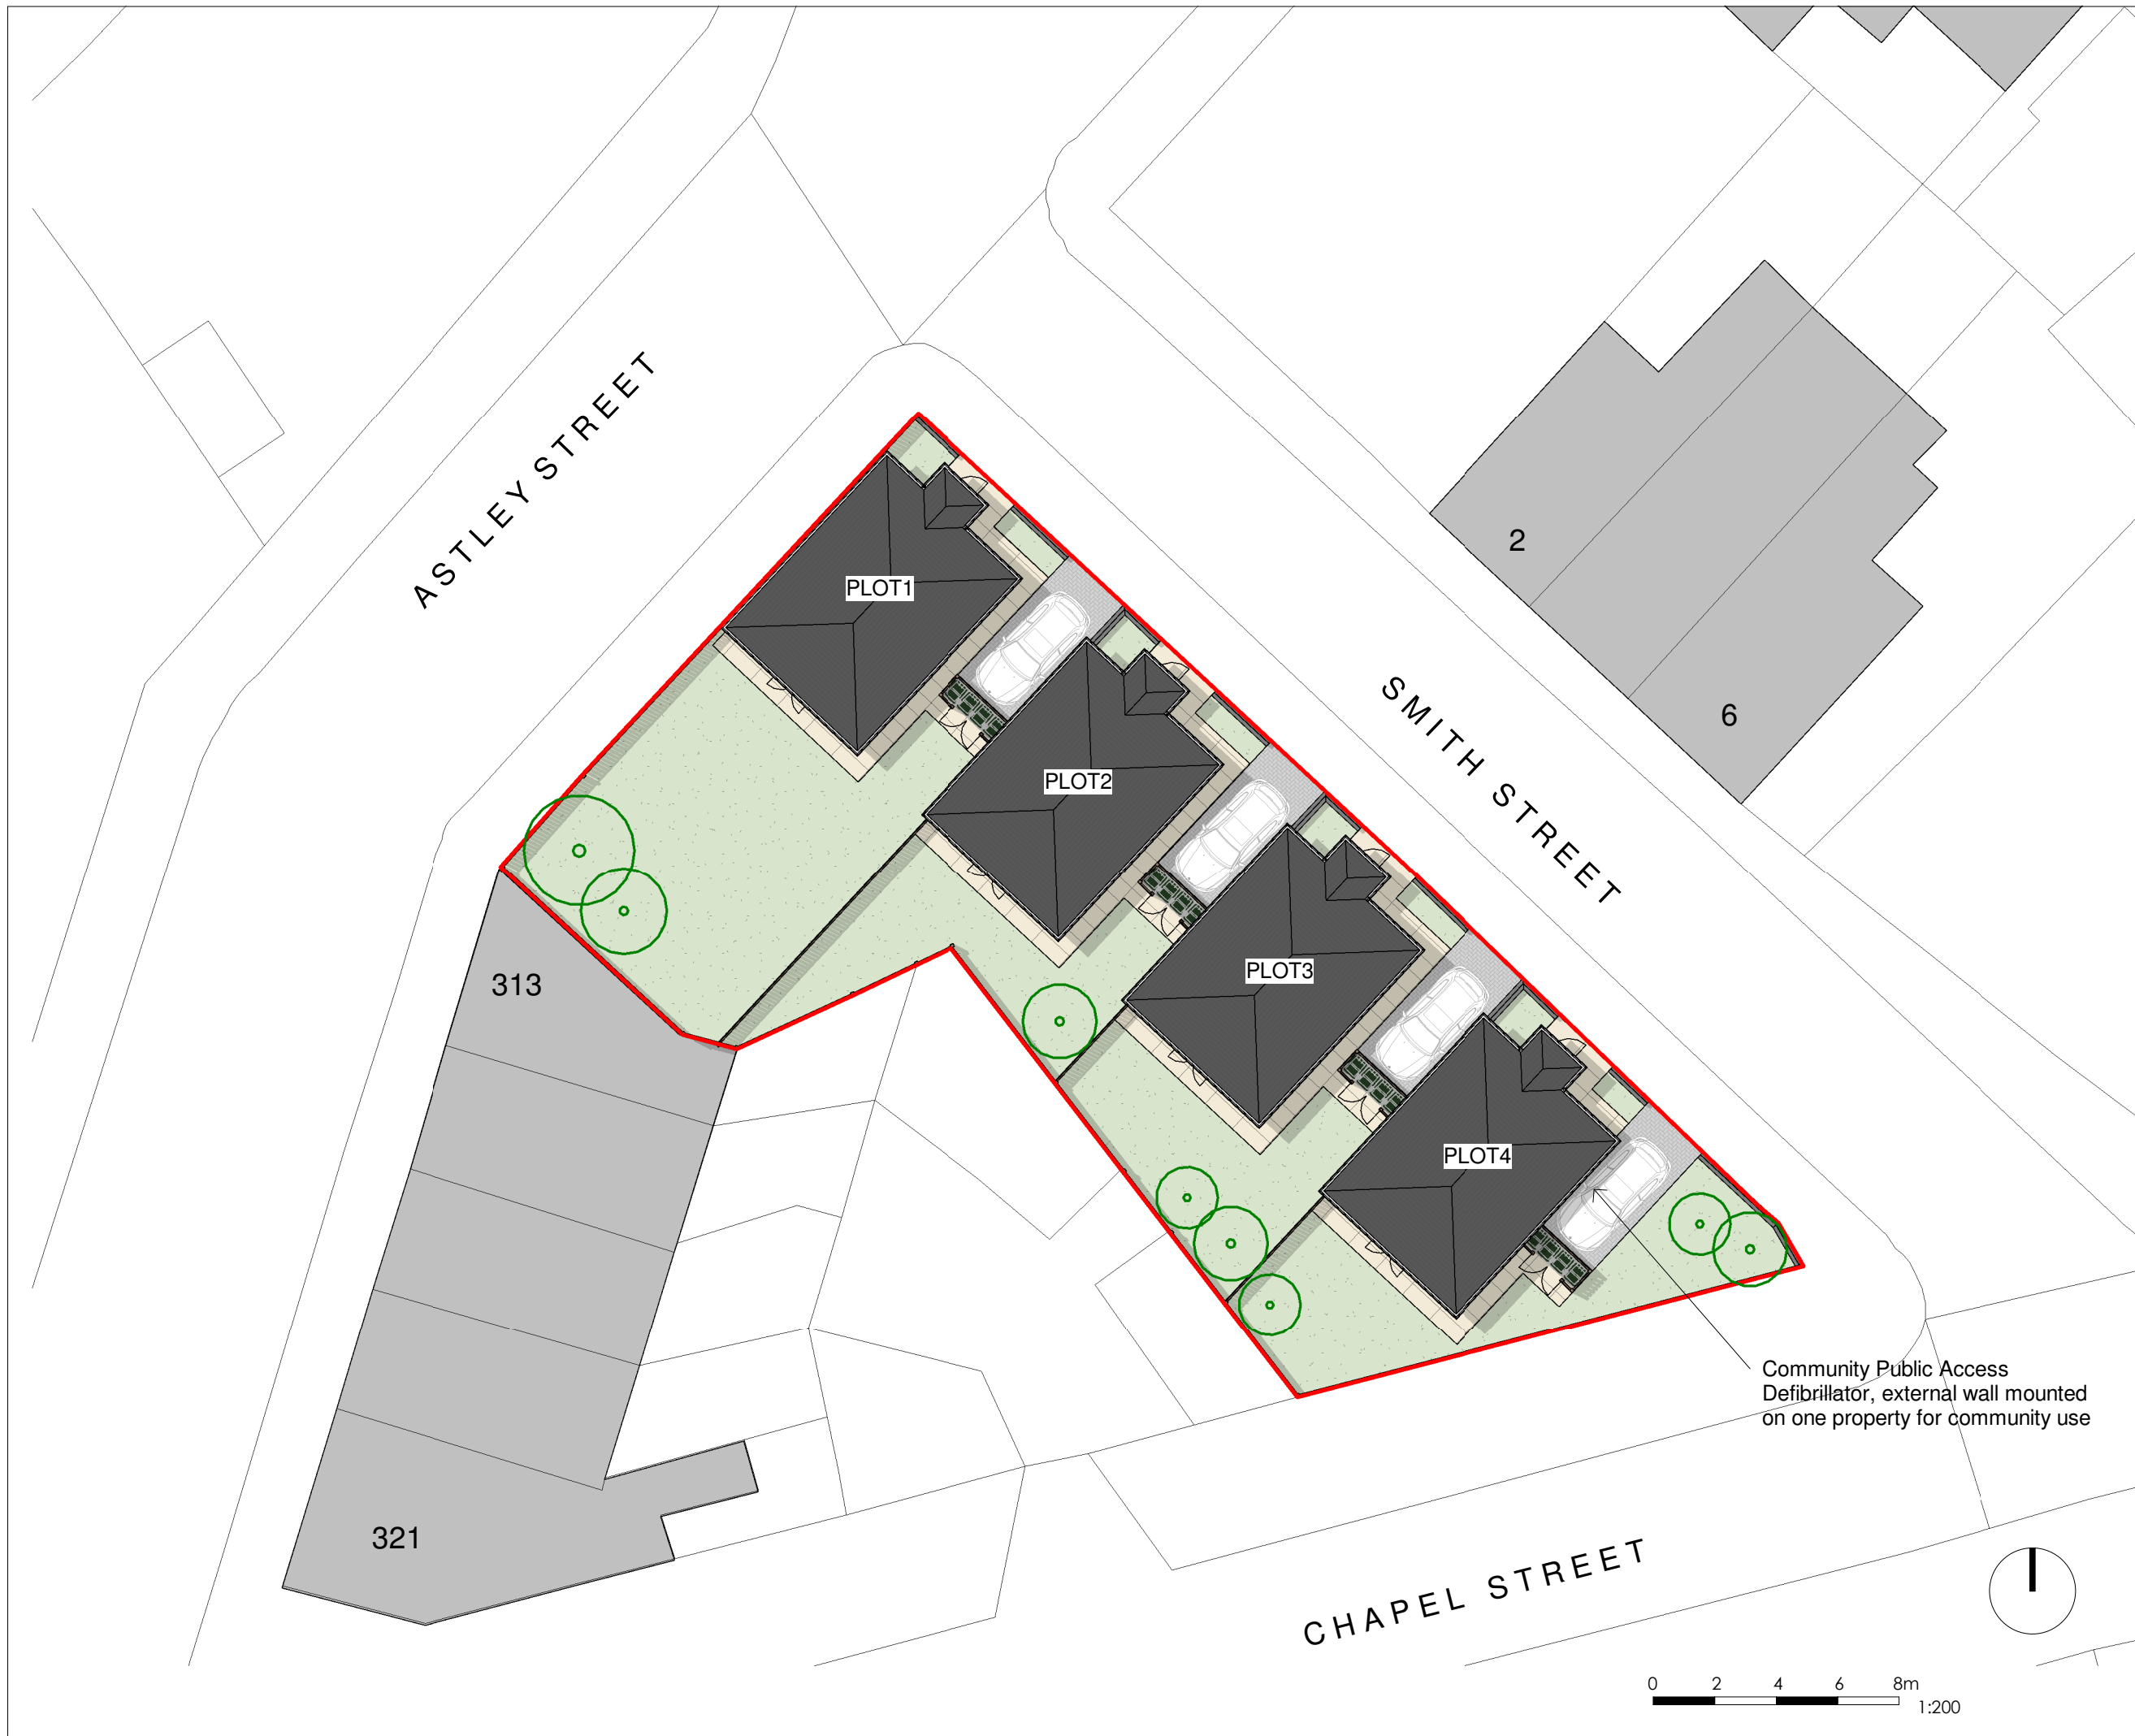 ASTLEY STREET
PLOT1
2
SMITH STREET
6
PLOT2
PLOT3
313
PLOT4
Community Public Access
Defibrillator, external wall mounted
on one property for community use
321
CHAPEL STREET
0 2 4 6 8m
1:200